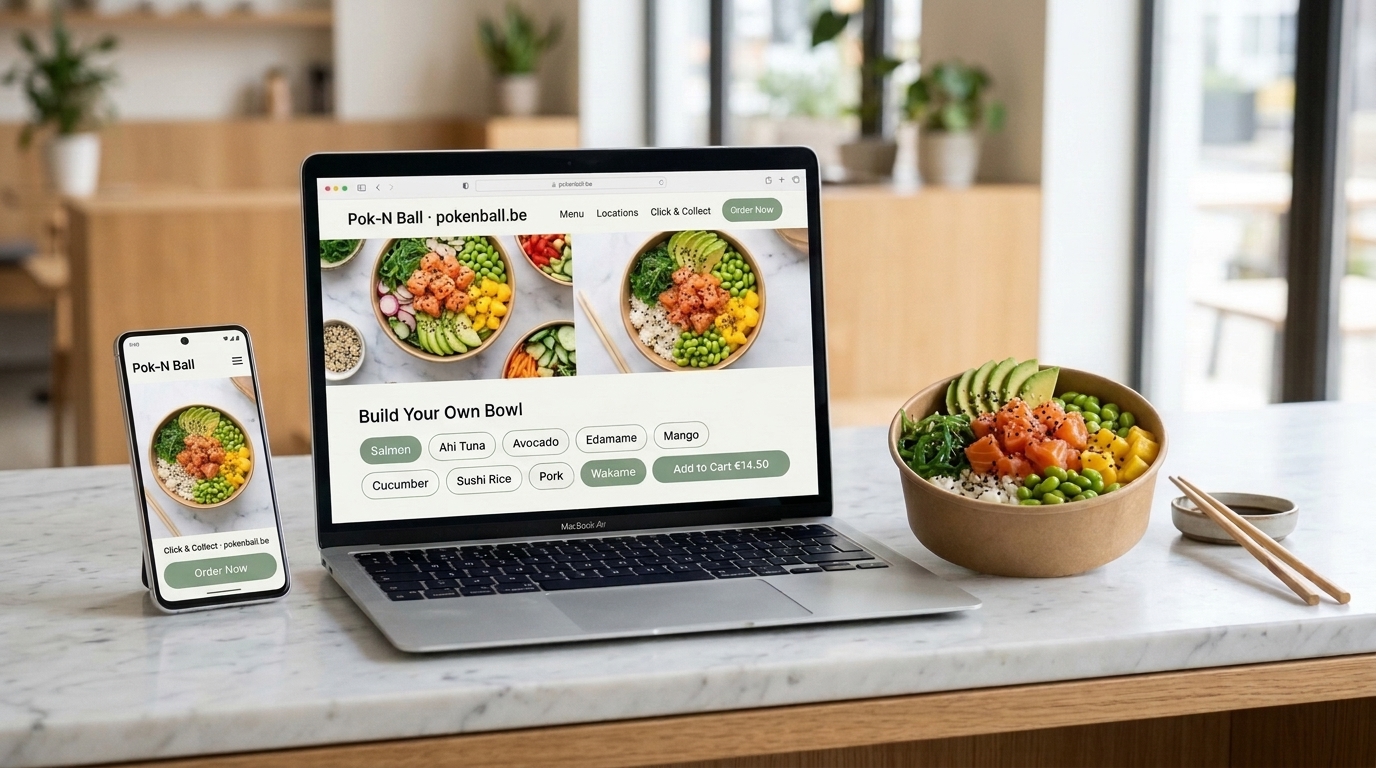 Pok-N Ball
Click & Collect · pokenball.be
Order Now
pokenball.be
Pok-N Ball · pokenball.be
Menu
Locations
Click & Collect
Order Now
Build Your Own Bowl
Salmon
Ahi Tuna
Avocado
Edamame
Mango
Cucumber
Sushi Rice
Pork
Wakame
Add to Cart €14.50
MacBook Air